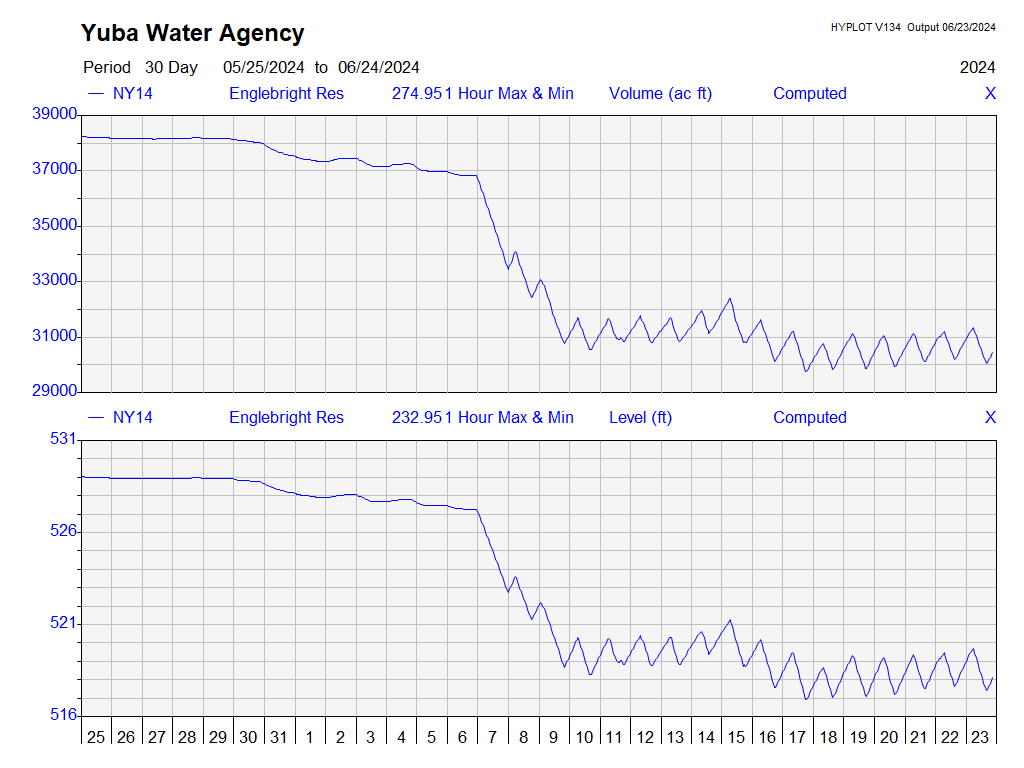 Yuba Water Agency
HYPLOT V134 Output 06/23/2024
Period 30 Day 05/25/2024 to 06/24/2024 2024
NY14 Englebright Res 274.951 Hour Max & Min Volume (ac ft) Computed X
39000
37000
35000
33000
31000
29000
NY14 Englebright Res 232.951 Hour Max & Min Level (ft) Computed X
531
526
521
516
25 26 27 28 29 30 31 1 2 3 4 5 6 7 8 9 10 11 12 13 14 15 16 17 18 19 20 21 22 23